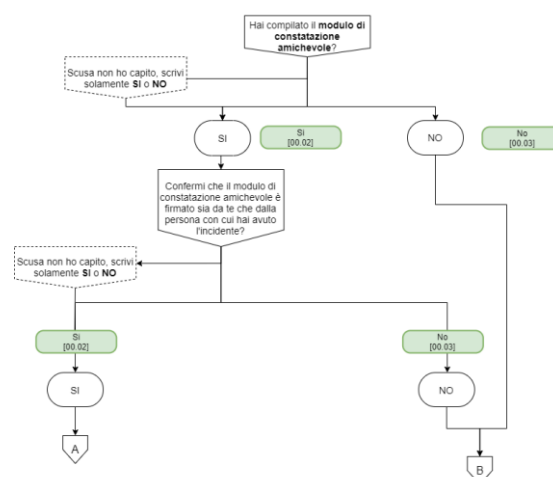 Hai compilato il modulo di
constatazione
amichevole?
Scusa non ho capito, scrivi
solamente SI o NO
SI
Si
[00.02]
NO
No
[00.03]
Confermi che il modulo di
constatazione amichevole è
firmato sia da te che dalla
persona con cui hai avuto
l'incidente?
Scusa non ho capito, scrivi
solamente SI o NO
Si
[00.02]
No
[00.03]
SI
NO
A
B